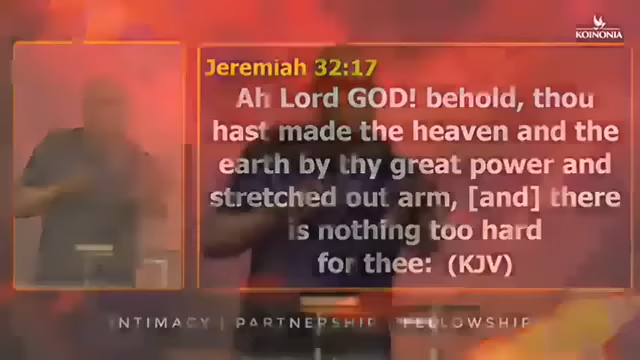 KOINONIA
Jeremiah 32:17
Ah Lord GOD! behold, thou
hast made the heaven and the
earth by thy great power and
stretched out arm, [and] there
is nothing too hard
for thee: (KJV)
INTIMACY | PARTNERSHIP | FELLOWSHIP